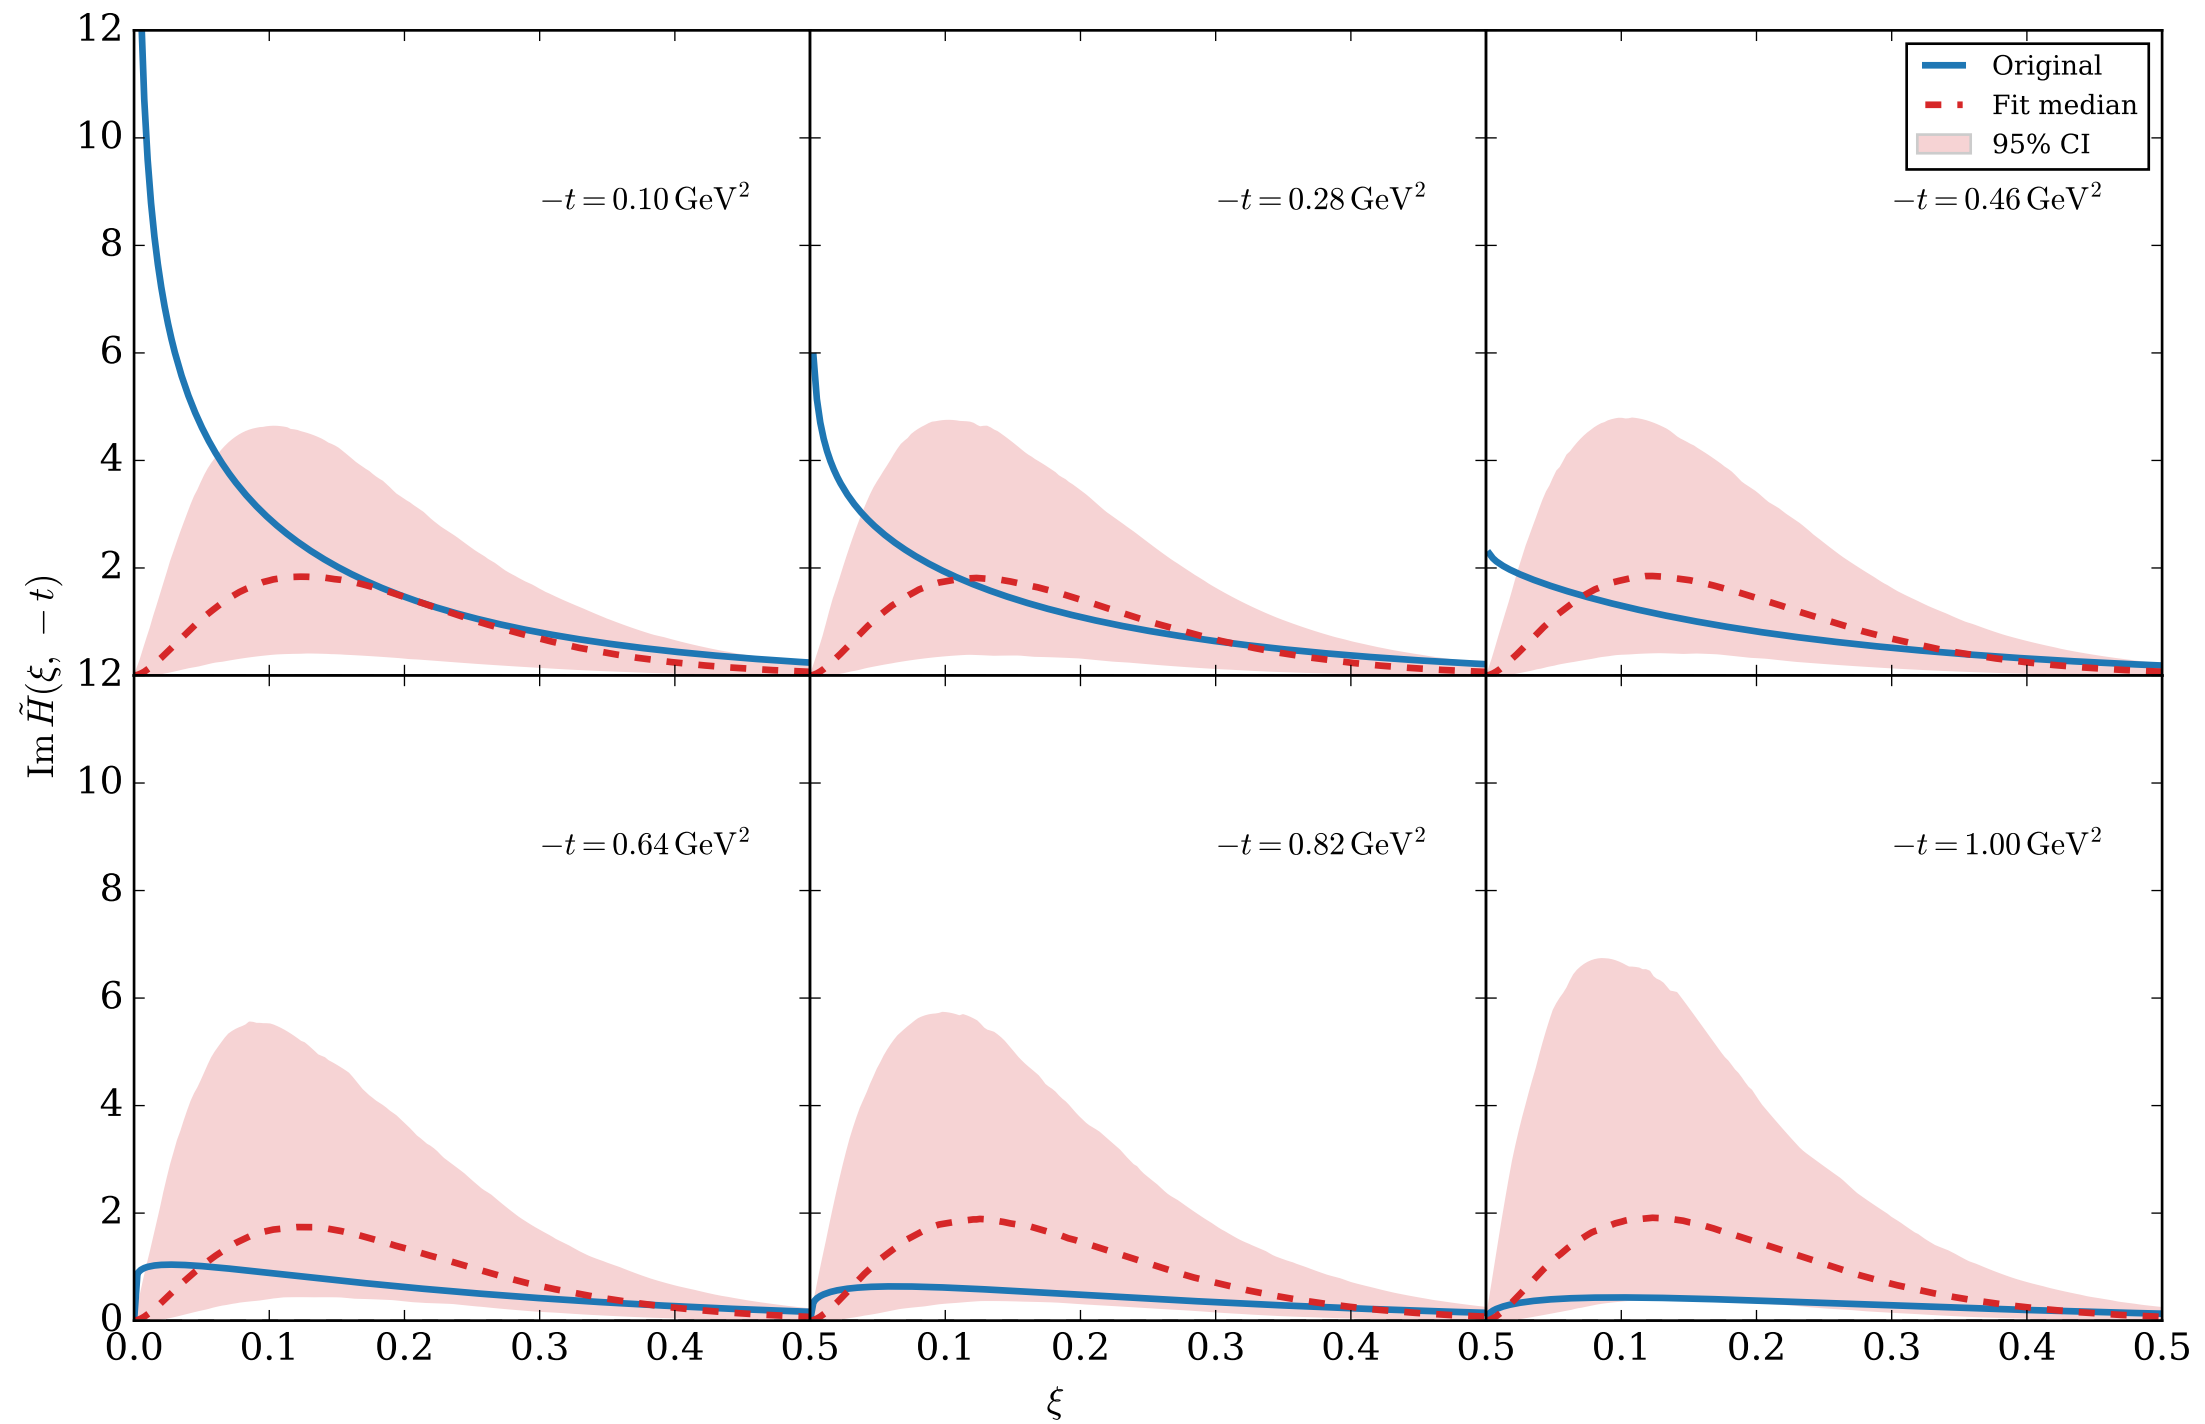 12
10
8
6
4
2
−t = 0.10 GeV²
−t = 0.28 GeV²
Original
Fit median
95% CI
−t = 0.46 GeV²
Im H̃(ξ, −t)
12
10
8
6
4
2
0
−t = 0.64 GeV²
−t = 0.82 GeV²
−t = 1.00 GeV²
0.0 0.1 0.2 0.3 0.4 0.5 0.1 0.2 0.3 0.4 0.5 0.1 0.2 0.3 0.4 0.5
ξ